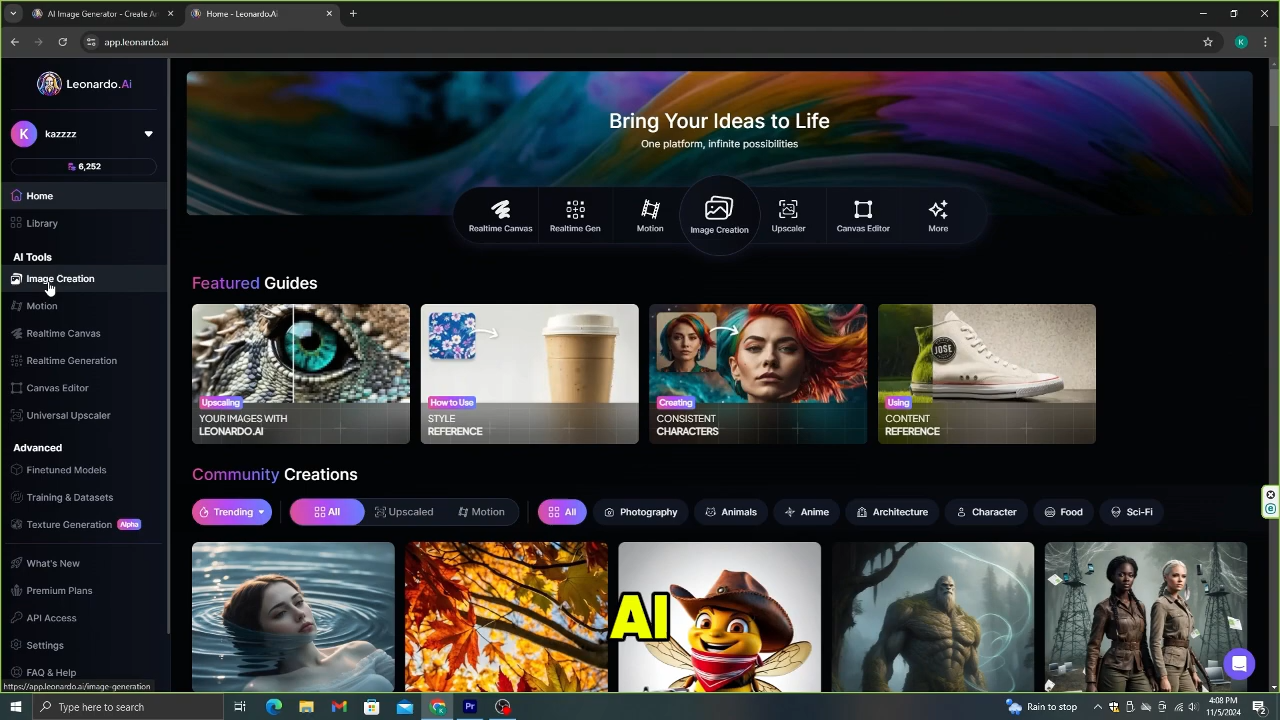 AI Image Generator - Create Ar
Home - Leonardo.Ai
app.leonardo.ai
K
Leonardo.Ai
K
kazzzz
6,252
Home
Library
AI Tools
Image Creation
Motion
Realtime Canvas
Realtime Generation
Canvas Editor
Universal Upscaler
Advanced
Finetuned Models
Training & Datasets
Texture Generation Alpha
What's New
Premium Plans
API Access
Settings
FAQ & Help
https://app.leonardo.ai/image-generation
Bring Your Ideas to Life
One platform, infinite possibilities
Realtime Canvas
Realtime Gen
Motion
Image Creation
Upscaler
Canvas Editor
More
Featured Guides
Upscaling
YOUR IMAGES WITH
LEONARDO.AI
How to Use
STYLE
REFERENCE
Creating
CONSISTENT
CHARACTERS
JOSE
Using
CONTENT
REFERENCE
Community Creations
Trending
All
Upscaled
Motion
All
Photography
Animals
Anime
Architecture
Character
Food
Sci-Fi
AI
Type here to search
Pr
Rain to stop
4:08 PM
11/5/2024
2